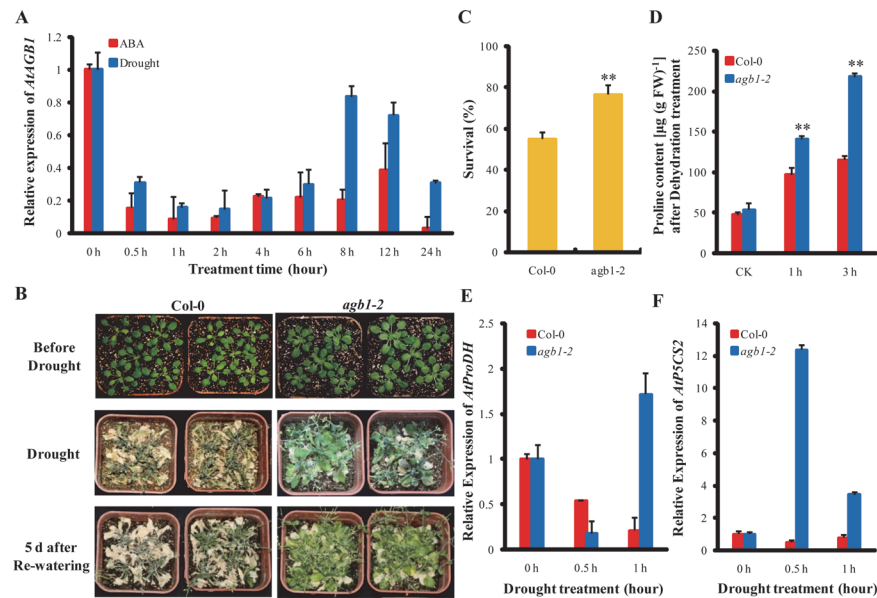 A
Relative expression of AtAGB1
ABA
Drought
1.2
1
0.8
0.6
0.4
0.2
0
0 h
0.5 h
1 h
2 h
4 h
6 h
8 h
12 h
24 h
Treatment time (hour)
B
Col-0
agb1-2
Before
Drought
Drought
5 d after
Re-watering
C
Survival (%)
100
80
60
40
20
0
**
Col-0
agb1-2
D
Proline content [µg (g FW)-1]
after Dehydration treatment
Col-0
agb1-2
250
200
150
100
50
0
**
**
CK
1 h
3 h
E
Relative Expression of AtProDH
Col-0
agb1-2
2.5
2
1.5
1
0.5
0
0 h
0.5 h
1 h
Drought treatment (hour)
F
Relative Expression of AtP5CS2
Col-0
agb1-2
14
12
10
8
6
4
2
0
0 h
0.5 h
1 h
Drought treatment (hour)